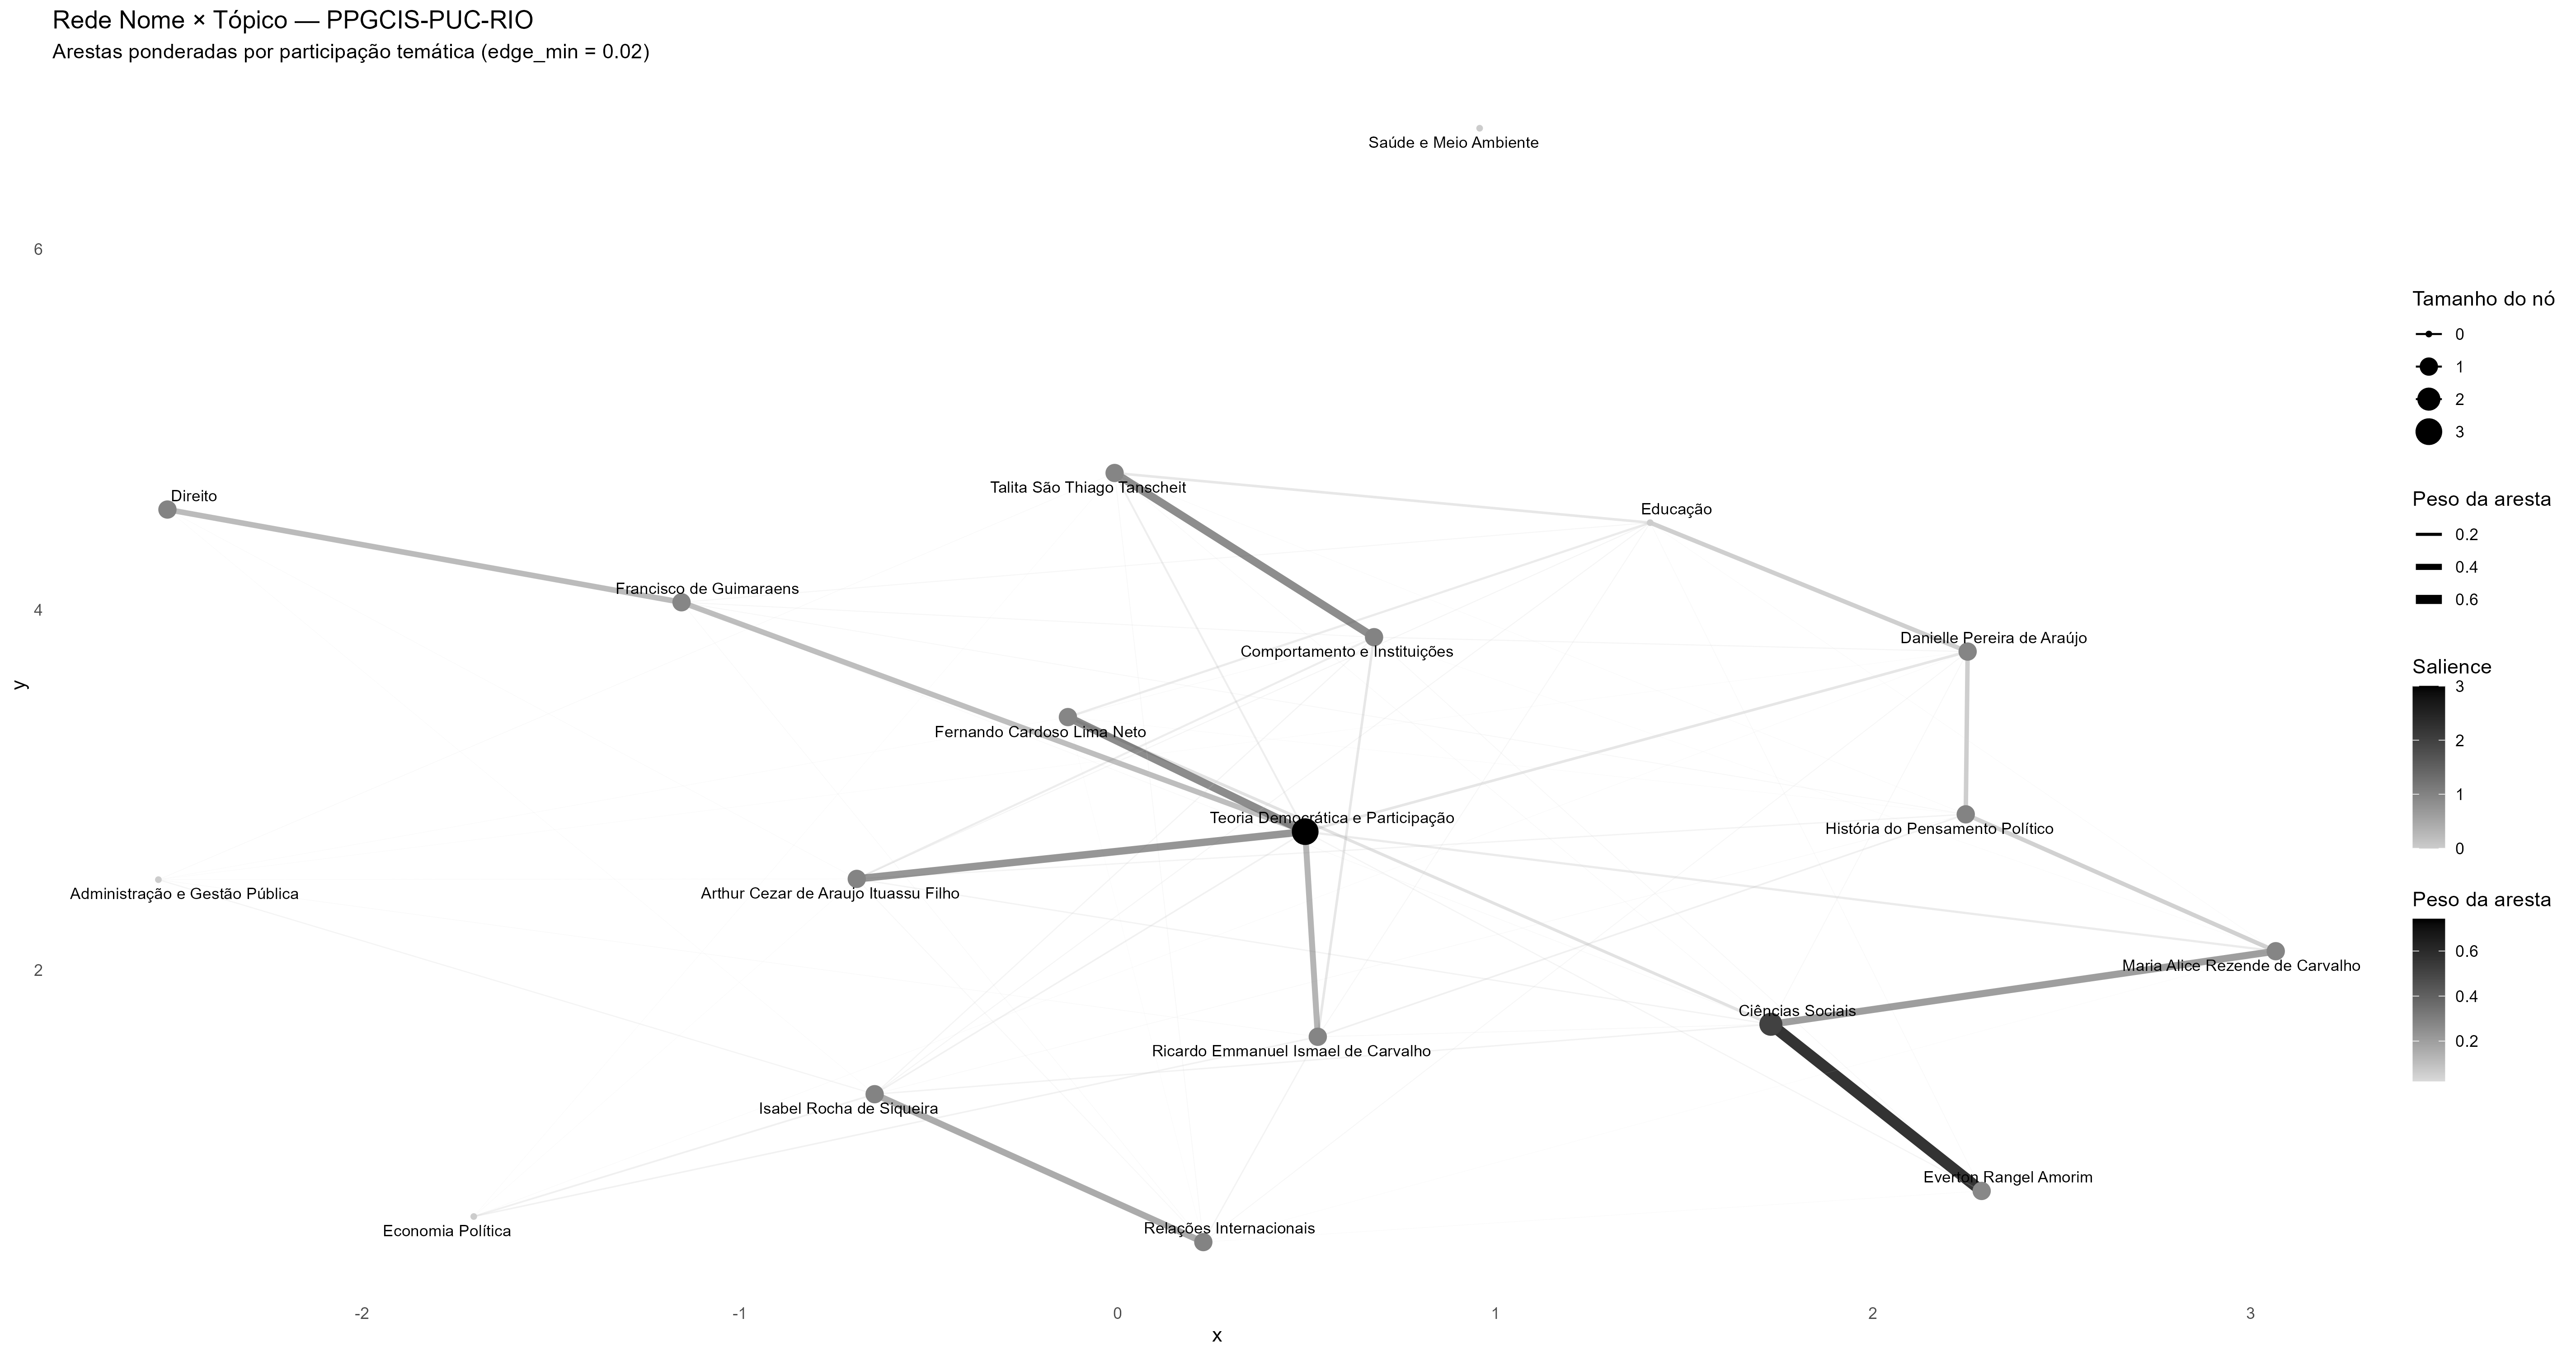 Rede Nome × Tópico — PPGCIS-PUC-RIO
Arestas ponderadas por participação temática (edge_min = 0.02)
Saúde e Meio Ambiente
Talita São Thiago Tanscheit
Direito
Educação
Francisco de Guimaraens
Danielle Pereira de Araújo
Comportamento e Instituições
Fernando Cardoso Lima Neto
Teoria Democrática e Participação
História do Pensamento Político
Administração e Gestão Pública
Arthur Cezar de Araujo Ituassu Filho
Maria Alice Rezende de Carvalho
Ciências Sociais
Ricardo Emmanuel Ismael de Carvalho
Isabel Rocha de Siqueira
Everton Rangel Amorim
Economia Política
Relações Internacionais
6
4
2
y
-2
-1
0
1
2
3
x
Tamanho do nó
0
1
2
3
Peso da aresta
0.2
0.4
0.6
Salience
3
2
1
0
Peso da aresta
0.6
0.4
0.2